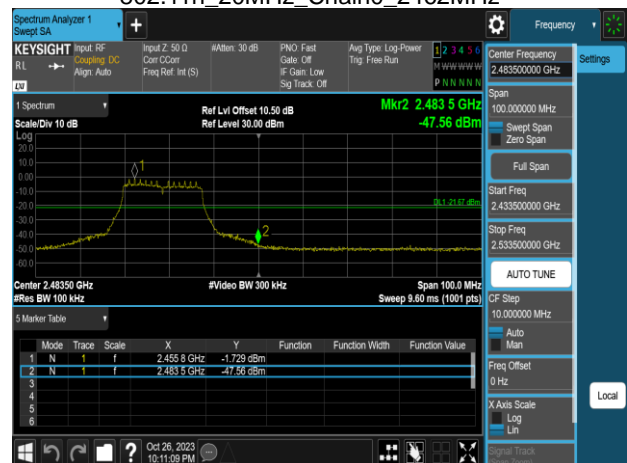 802.11n_20MHz_Chain0_2462MHz
Spectrum Analyzer 1
Swept SA
+
Frequency
KEYSIGHT
RL
LXI
Input: RF
Coupling: DC
Align: Auto
Input Z: 50 Ω
Corr CCorr
Freq Ref: Int (S)
#Atten: 30 dB
PNO: Fast
Gate: Off
IF Gain: Low
Sig Track: Off
Avg Type: Log-Power
Trig: Free Run
1 2 3 4 5 6
M W W W W W
P N N N N N
1 Spectrum
Scale/Div 10 dB
Log
Ref Lvl Offset 10.50 dB
Ref Level 30.00 dBm
Mkr2 2.483 5 GHz
-47.56 dBm
20.0
10.0
0.00
-10.0
-20.0
-30.0
-40.0
-50.0
-60.0
1
2
DL1 -21.67 dBm
Center 2.48350 GHz
#Res BW 100 kHz
#Video BW 300 kHz
Span 100.0 MHz
Sweep 9.60 ms (1001 pts)
5 Marker Table
Mode Trace Scale X Y Function Function Width Function Value
1 N 1 f 2.455 8 GHz -1.729 dBm
2 N 1 f 2.483 5 GHz -47.56 dBm
3
4
5
6
?
Oct 26, 2023
10:11:09 PM
Center Frequency
2.483500000 GHz
Settings
Span
100.000000 MHz
Swept Span
Zero Span
Full Span
Start Freq
2.433500000 GHz
Stop Freq
2.533500000 GHz
AUTO TUNE
CF Step
10.000000 MHz
Auto
Man
Freq Offset
0 Hz
X Axis Scale
Log
Lin
Local
Signal Track